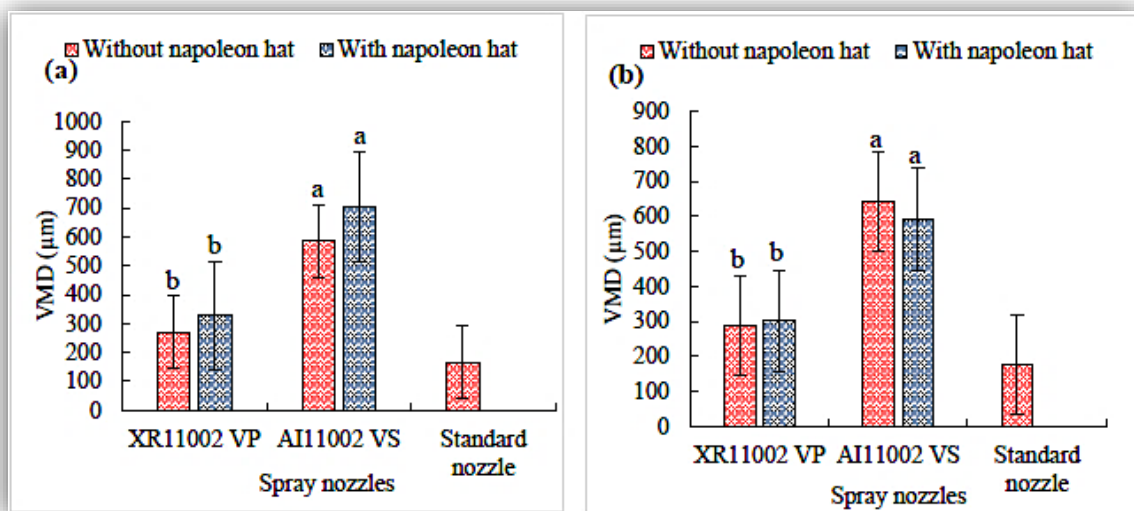 Without napoleon hat With napoleon hat
(a)
VMD (µm)
1000
900
800
700
600
500
400
300
200
100
0
b
b
a
a
XR11002 VP AI11002 VS Standard
nozzle
Spray nozzles
Without napoleon hat With napoleon hat
(b)
VMD (µm)
900
800
700
600
500
400
300
200
100
0
b
b
a
a
XR11002 VP AI11002 VS Standard
nozzle
Spray nozzles